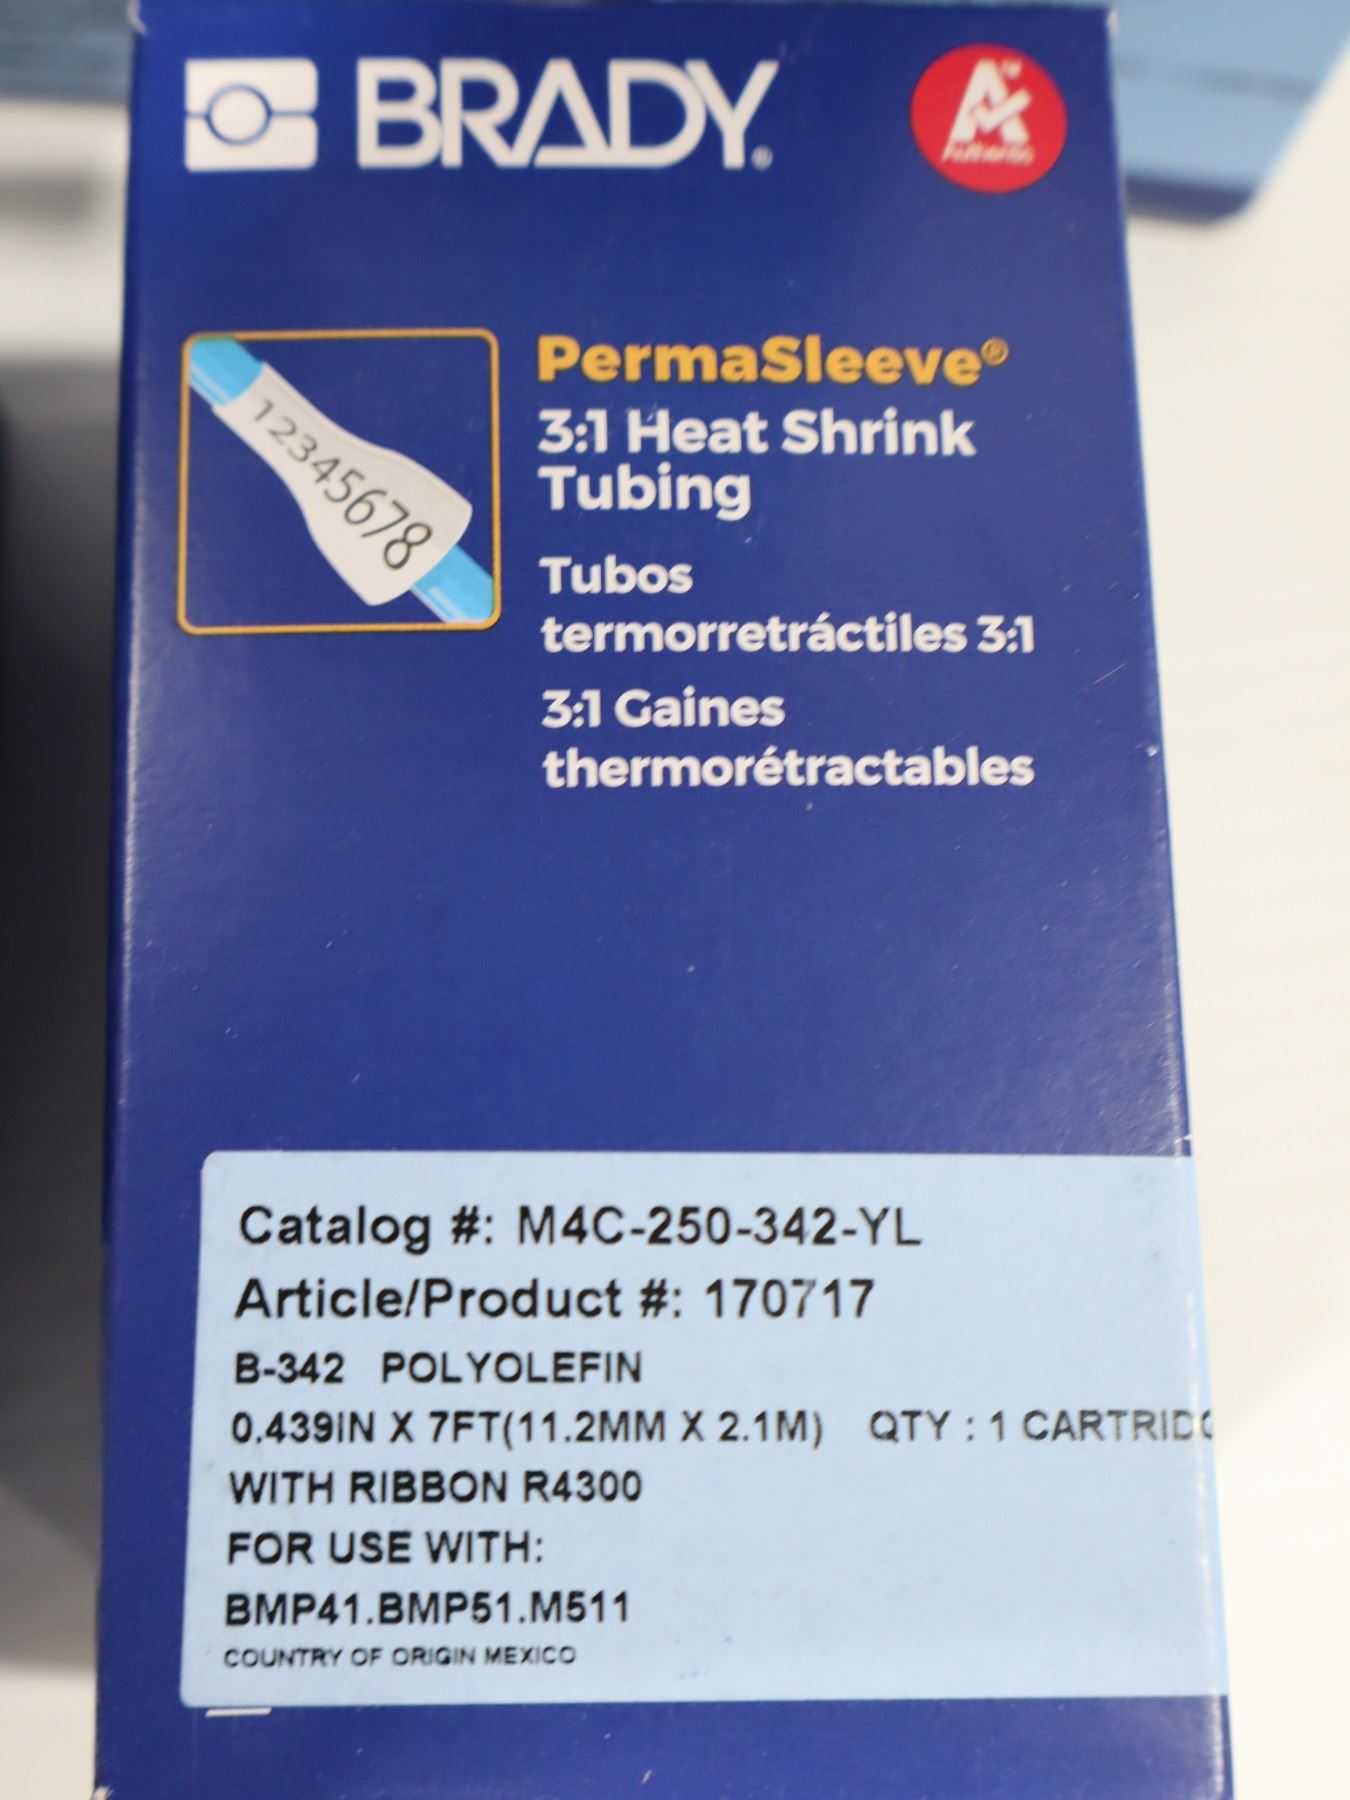 BRADY®
Authentic
12345678
PermaSleeve®
3:1 Heat Shrink
Tubing
Tubos
termorretráctiles 3:1
3:1 Gaines
thermorétractables
Catalog #: M4C-250-342-YL
Article/Product #: 170717
B-342 POLYOLEFIN
0.439IN X 7FT(11.2MM X 2.1M) QTY : 1 CARTRIDG
WITH RIBBON R4300
FOR USE WITH:
BMP41.BMP51.M511
COUNTRY OF ORIGIN MEXICO